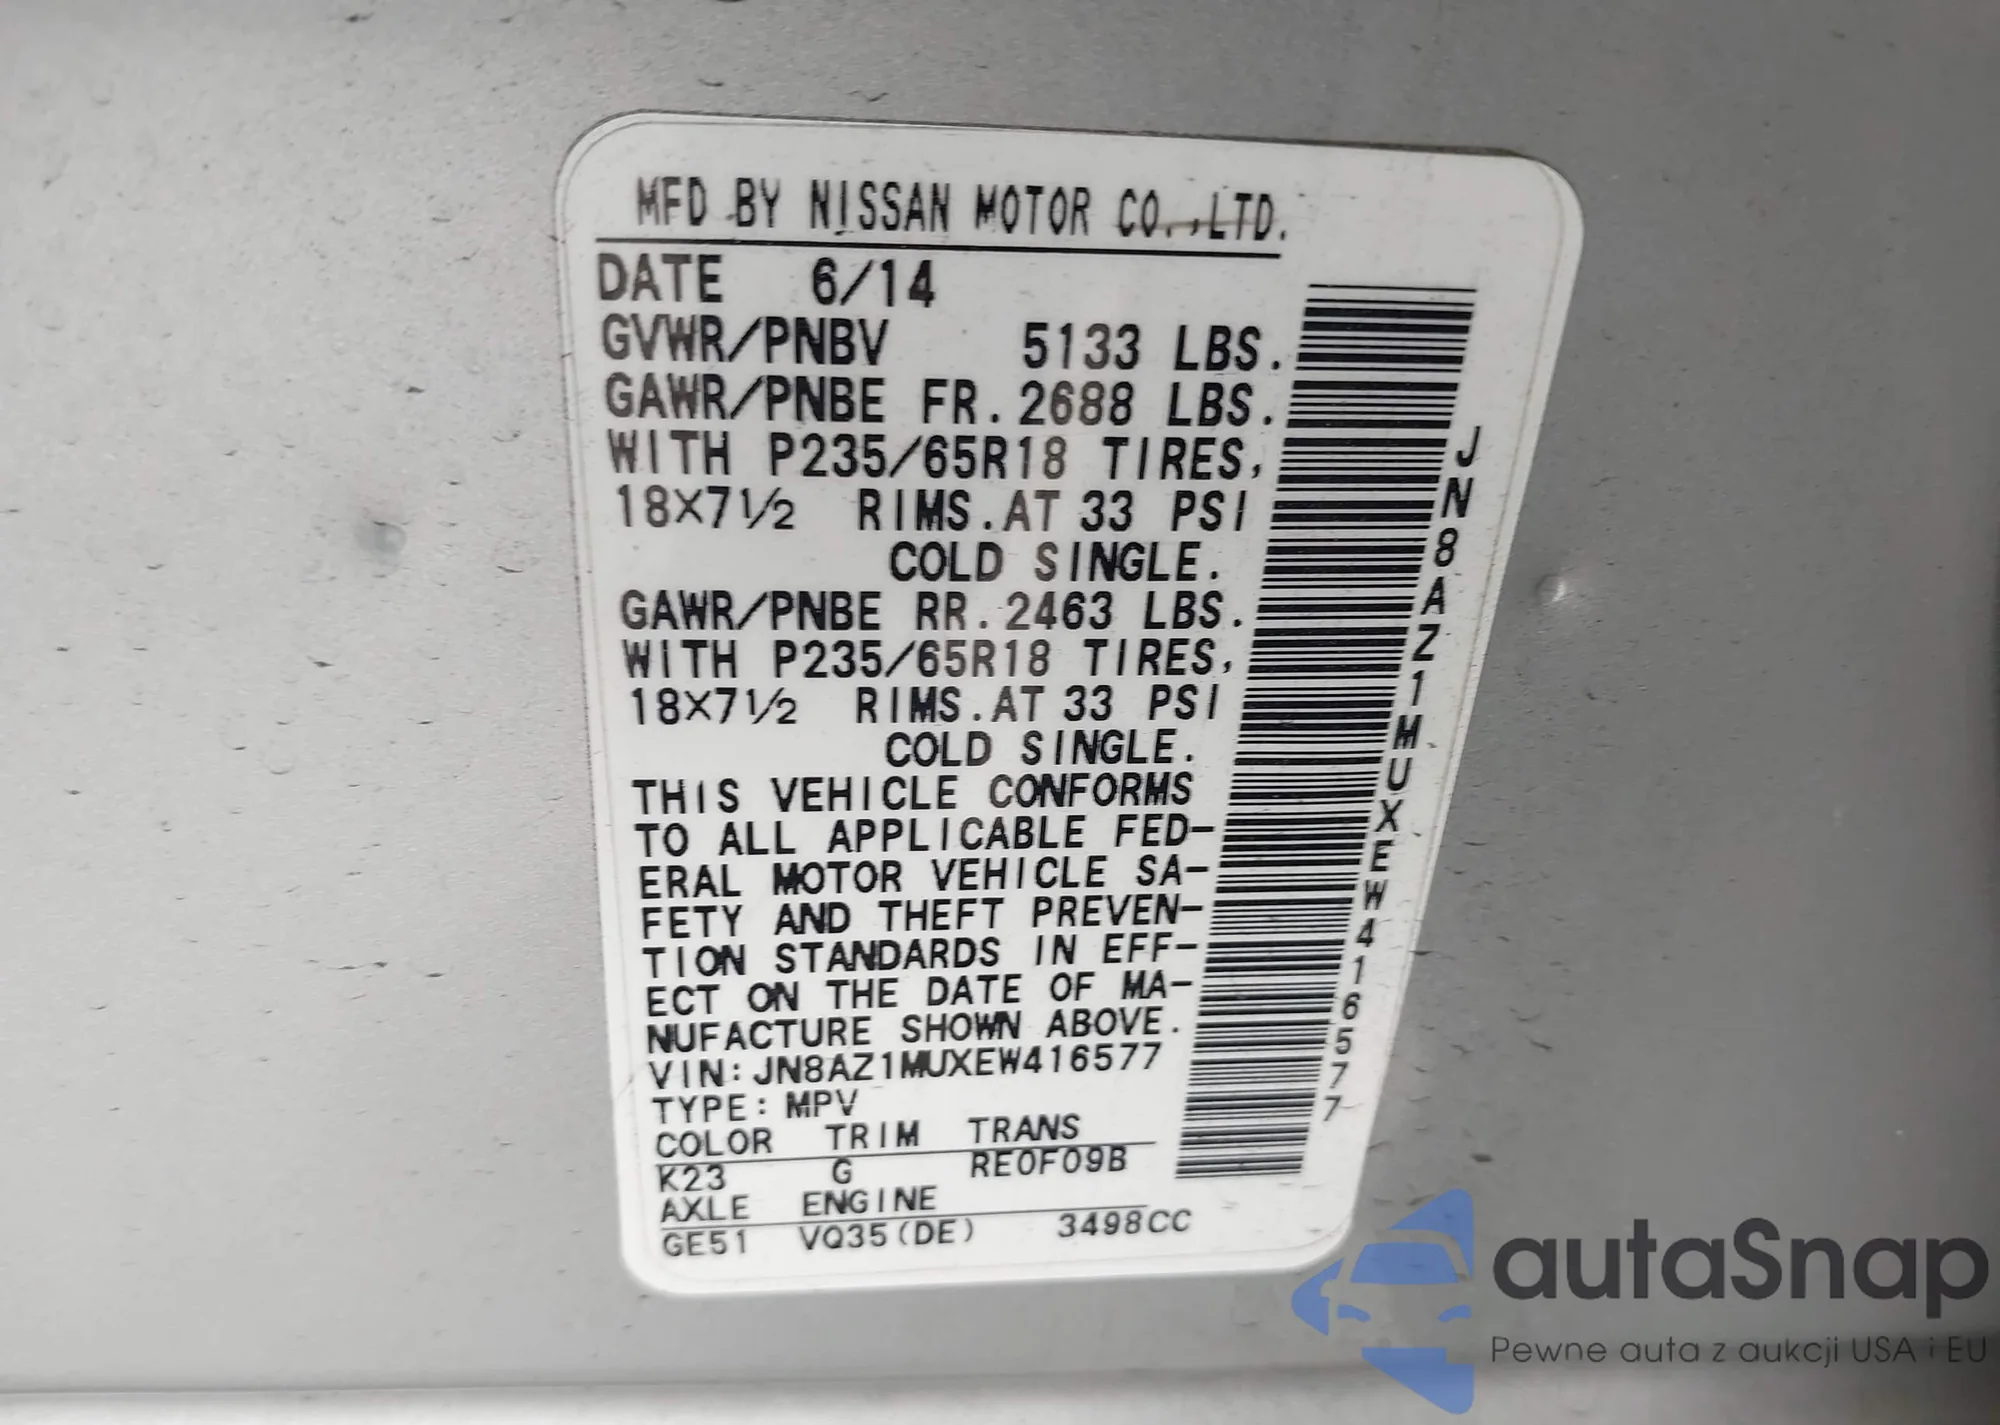 MFD BY NISSAN MOTOR CO.,LTD.
DATE 6/14
GVWR/PNBV 5133 LBS.
GAWR/PNBE FR.2688 LBS.
WITH P235/65R18 TIRES,
18X7½ RIMS.AT 33 PSI
COLD SINGLE.
GAWR/PNBE RR.2463 LBS.
WITH P235/65R18 TIRES,
18X7½ RIMS.AT 33 PSI
COLD SINGLE.
THIS VEHICLE CONFORMS
TO ALL APPLICABLE FED-
ERAL MOTOR VEHICLE SA-
FETY AND THEFT PREVEN-
TION STANDARDS IN EFF-
ECT ON THE DATE OF MA-
NUFACTURE SHOWN ABOVE.
VIN:JN8AZ1MUXEW416577
TYPE:MPV
COLOR TRIM TRANS
K23 G RE0F09B
AXLE ENGINE
GE51 VQ35(DE) 3498CC
JN8AZ1MUXEW416577
autaSnap
Pewne auta z aukcji USA i EU